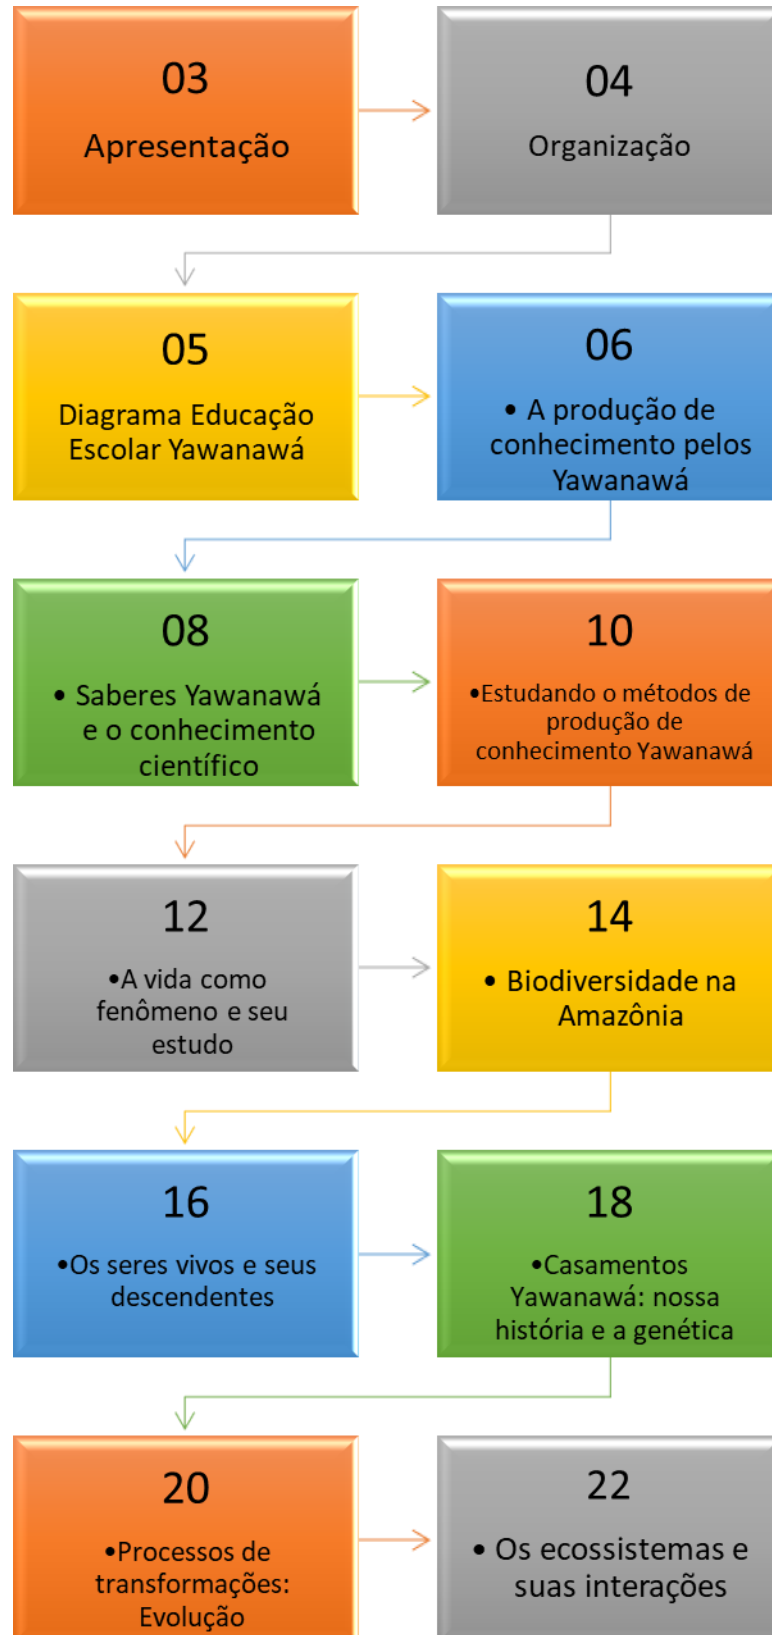 03
Apresentação
04
Organização
05
Diagrama Educação
Escolar Yawanawá
06
• A produção de
conhecimento pelos
Yawanawá
08
• Saberes Yawanawá
e o conhecimento
científico
10
•Estudando o métodos de
produção de
conhecimento Yawanawá
12
•A vida como
fenômeno e seu
estudo
14
• Biodiversidade na
Amazônia
16
•Os seres vivos e seus
descendentes
18
•Casamentos
Yawanawá: nossa
história e a genética
20
•Processos de
transformações:
Evolução
22
• Os ecossistemas e
suas interações